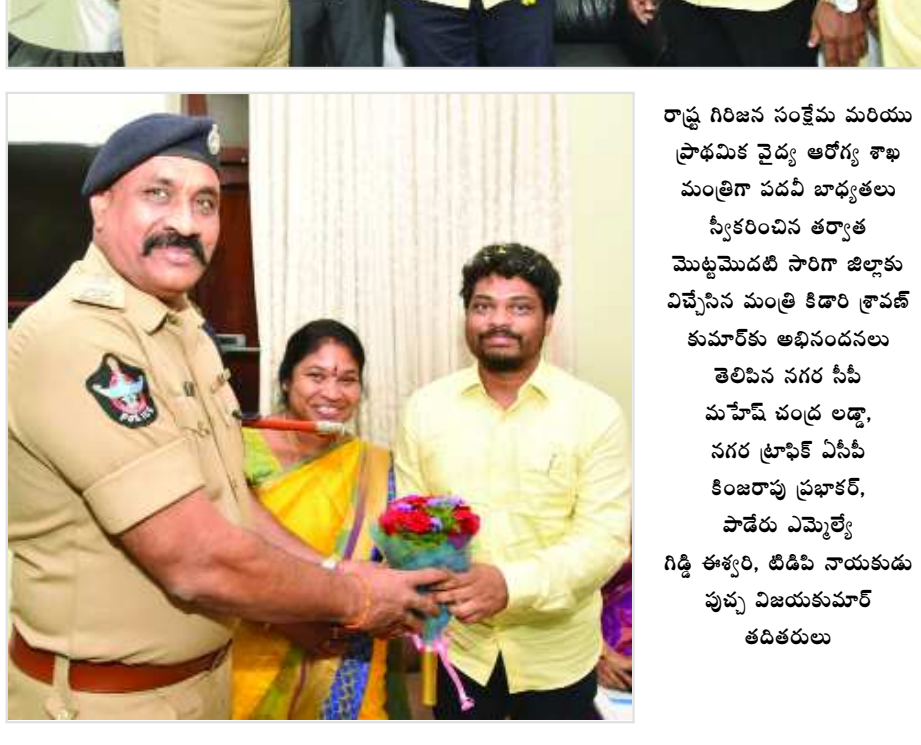 రాష్ట్ర గిరిజన సంక్షేమ మరియు
ప్రాథమిక వైద్య ఆరోగ్య శాఖ
మంత్రిగా పదవీ బాధ్యతలు
స్వీకరించిన తర్వాత
మొట్టమొదటి సారిగా జిల్లాకు
విచ్చేసిన మంత్రి కిడారి శ్రావణ్
కుమార్‌కు అభినందనలు
తెలిపిన నగర సీపీ
మహేష్ చంద్ర లడ్డా,
నగర ట్రాఫిక్ ఏసీపీ
కింజరాపు ప్రభాకర్,
పాడేరు ఎమ్మెల్యే
గిడ్డి ఈశ్వరి, టిడిపి నాయకుడు
పుచ్చ విజయకుమార్
తదితరులు
POLICE